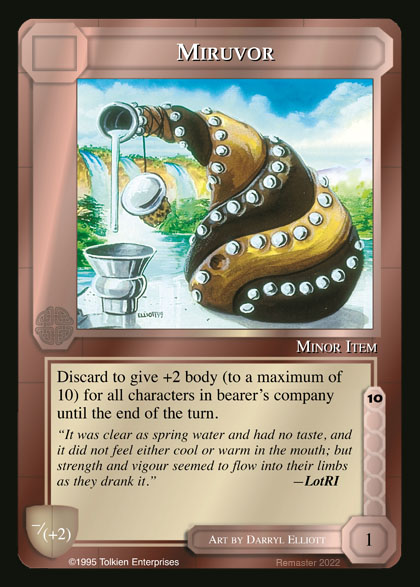 MIRUVOR
ELLIOTT '94
MINOR ITEM
Discard to give +2 body (to a maximum of
10) for all characters in bearer's company
until the end of the turn.
10
“It was clear as spring water and had no taste, and
it did not feel either cool or warm in the mouth; but
strength and vigour seemed to flow into their limbs
as they drank it.” –LotRI
–/(+2)
ART BY DARRYL ELLIOTT
1
©1995 Tolkien Enterprises
Remaster 2022